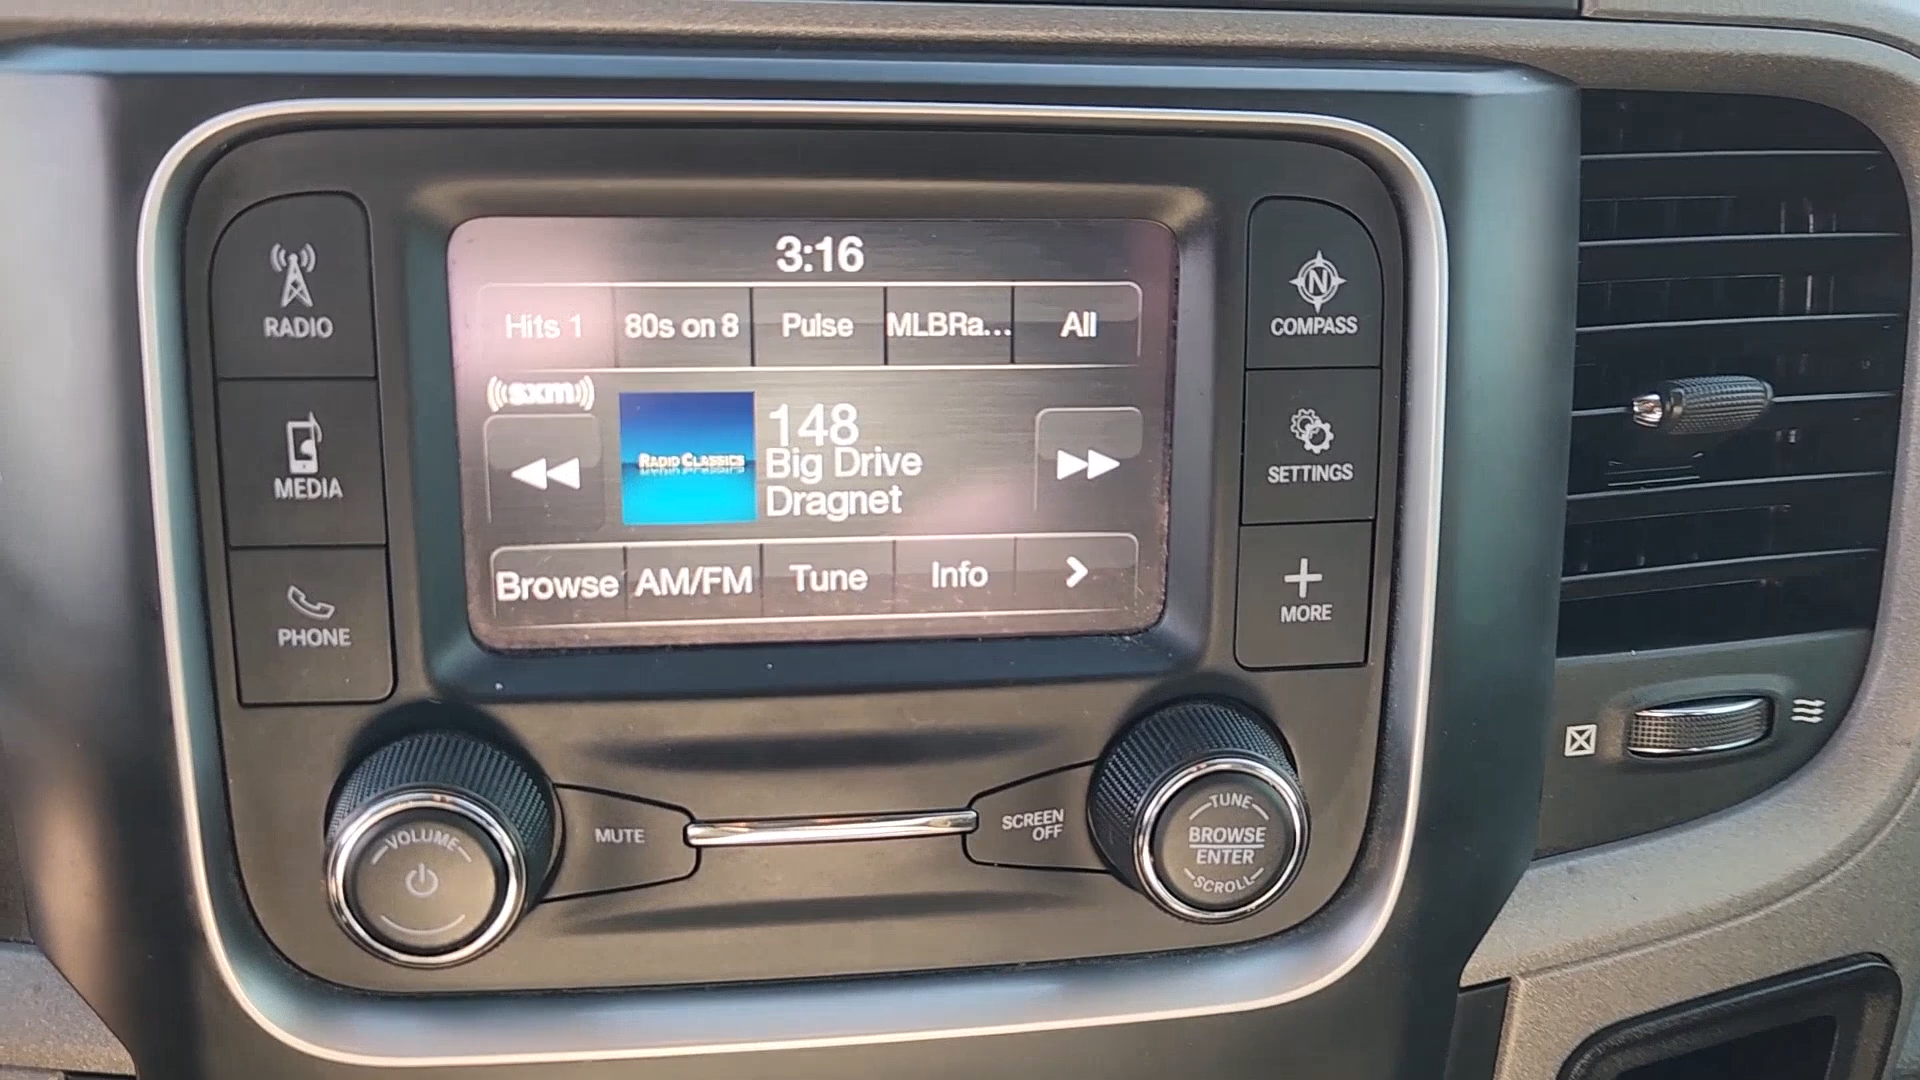 3:16
Hits 1 80s on 8 Pulse MLBRa... All
sxm
RADIO CLASSICS
148
Big Drive
Dragnet
Browse AM/FM Tune Info
RADIO
MEDIA
PHONE
N
COMPASS
SETTINGS
MORE
VOLUME
MUTE
SCREEN
OFF
TUNE
BROWSE
ENTER
SCROLL